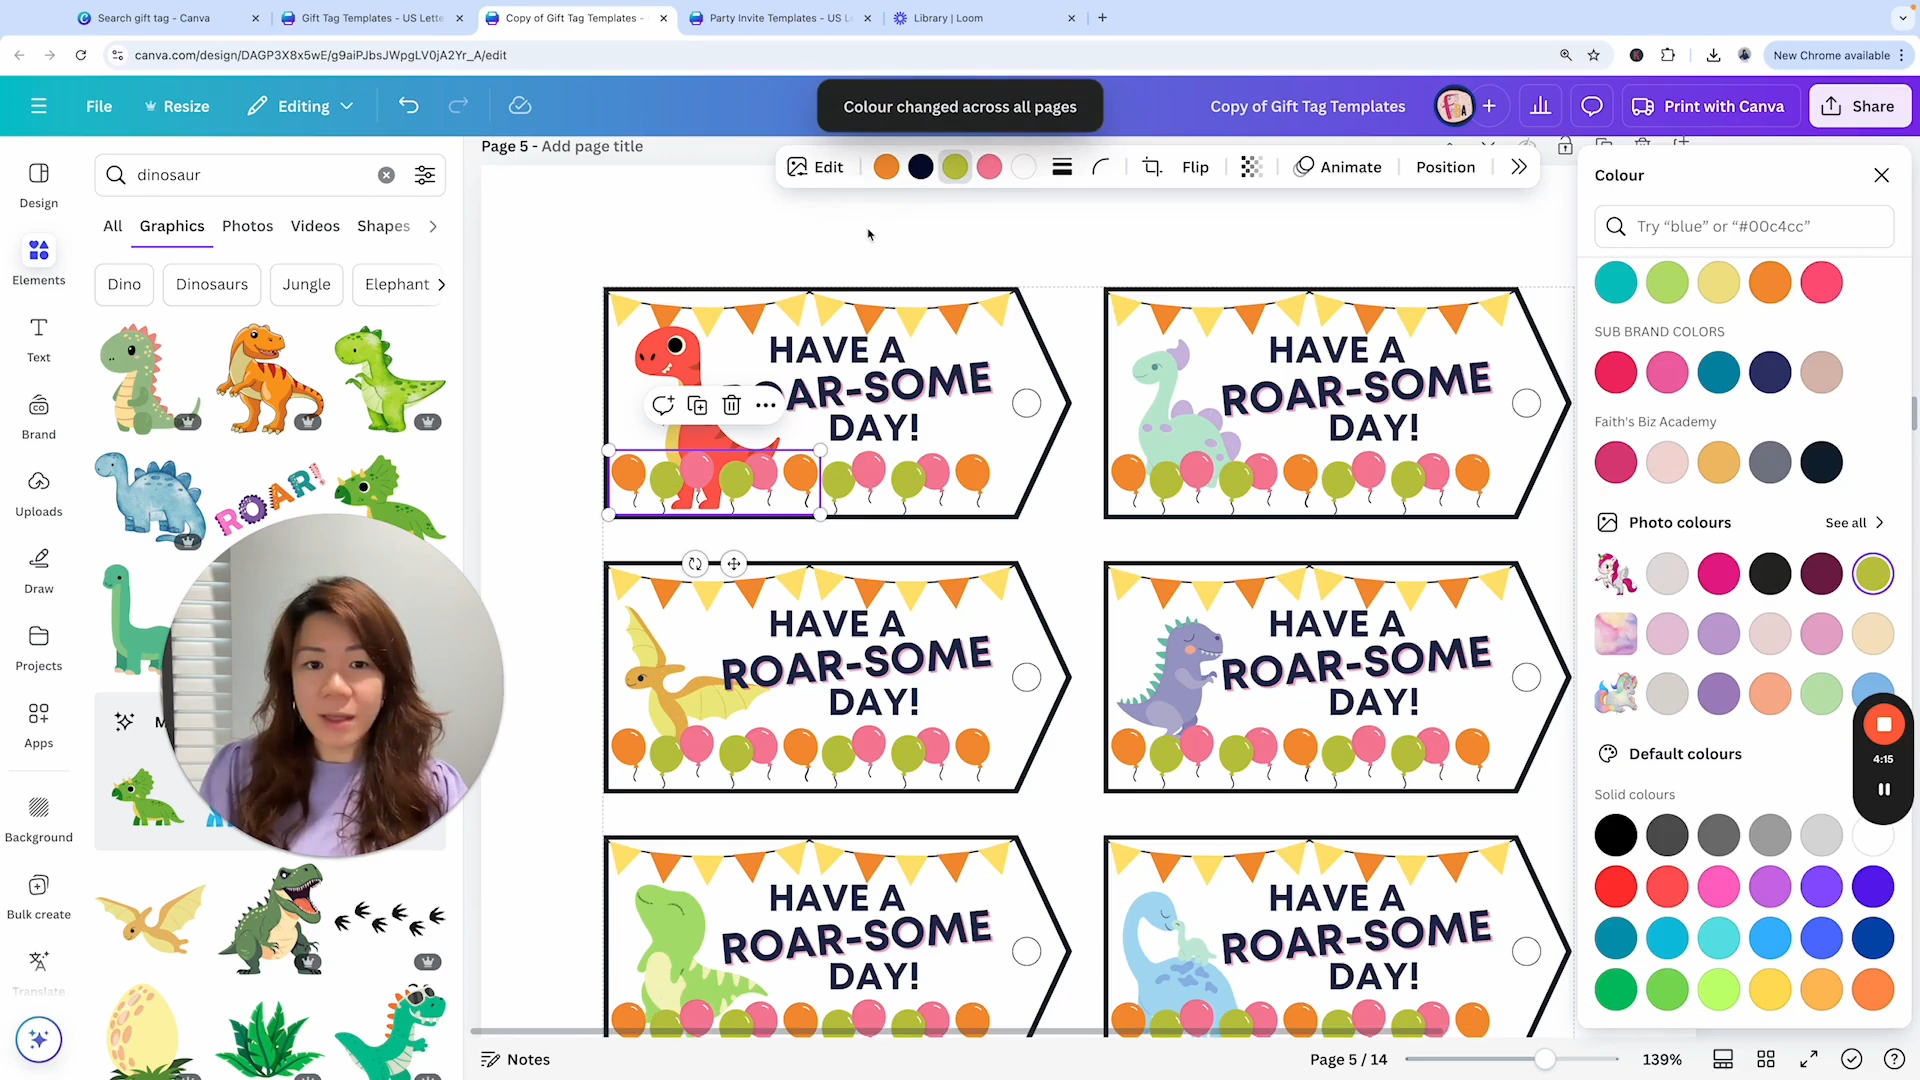 Search gift tag - Canva
Gift Tag Templates - US Lette
Copy of Gift Tag Templates -
Party Invite Templates - US L
Library | Loom
canva.com/design/DAGP3X8x5wE/g9aiPJbsJWpgLV0jA2Yr_A/edit
New Chrome available
File
Resize
Editing
Colour changed across all pages
Copy of Gift Tag Templates
Print with Canva
Share
Page 5 - Add page title
Edit
Flip
Animate
Position
Design
Elements
Text
Brand
Uploads
Draw
Projects
Apps
Background
Bulk create
Translate
dinosaur
All
Graphics
Photos
Videos
Shapes
Dino
Dinosaurs
Jungle
Elephant
ROAR!
M
HAVE A
OAR-SOME
DAY!
HAVE A
ROAR-SOME
DAY!
HAVE A
ROAR-SOME
DAY!
HAVE A
ROAR-SOME
DAY!
HAVE A
ROAR-SOME
DAY!
HAVE A
ROAR-SOME
DAY!
Colour
Try “blue” or “#00c4cc”
SUB BRAND COLORS
Faith's Biz Academy
Photo colours
See all
Default colours
Solid colours
4:15
Notes
Page 5 / 14
139%